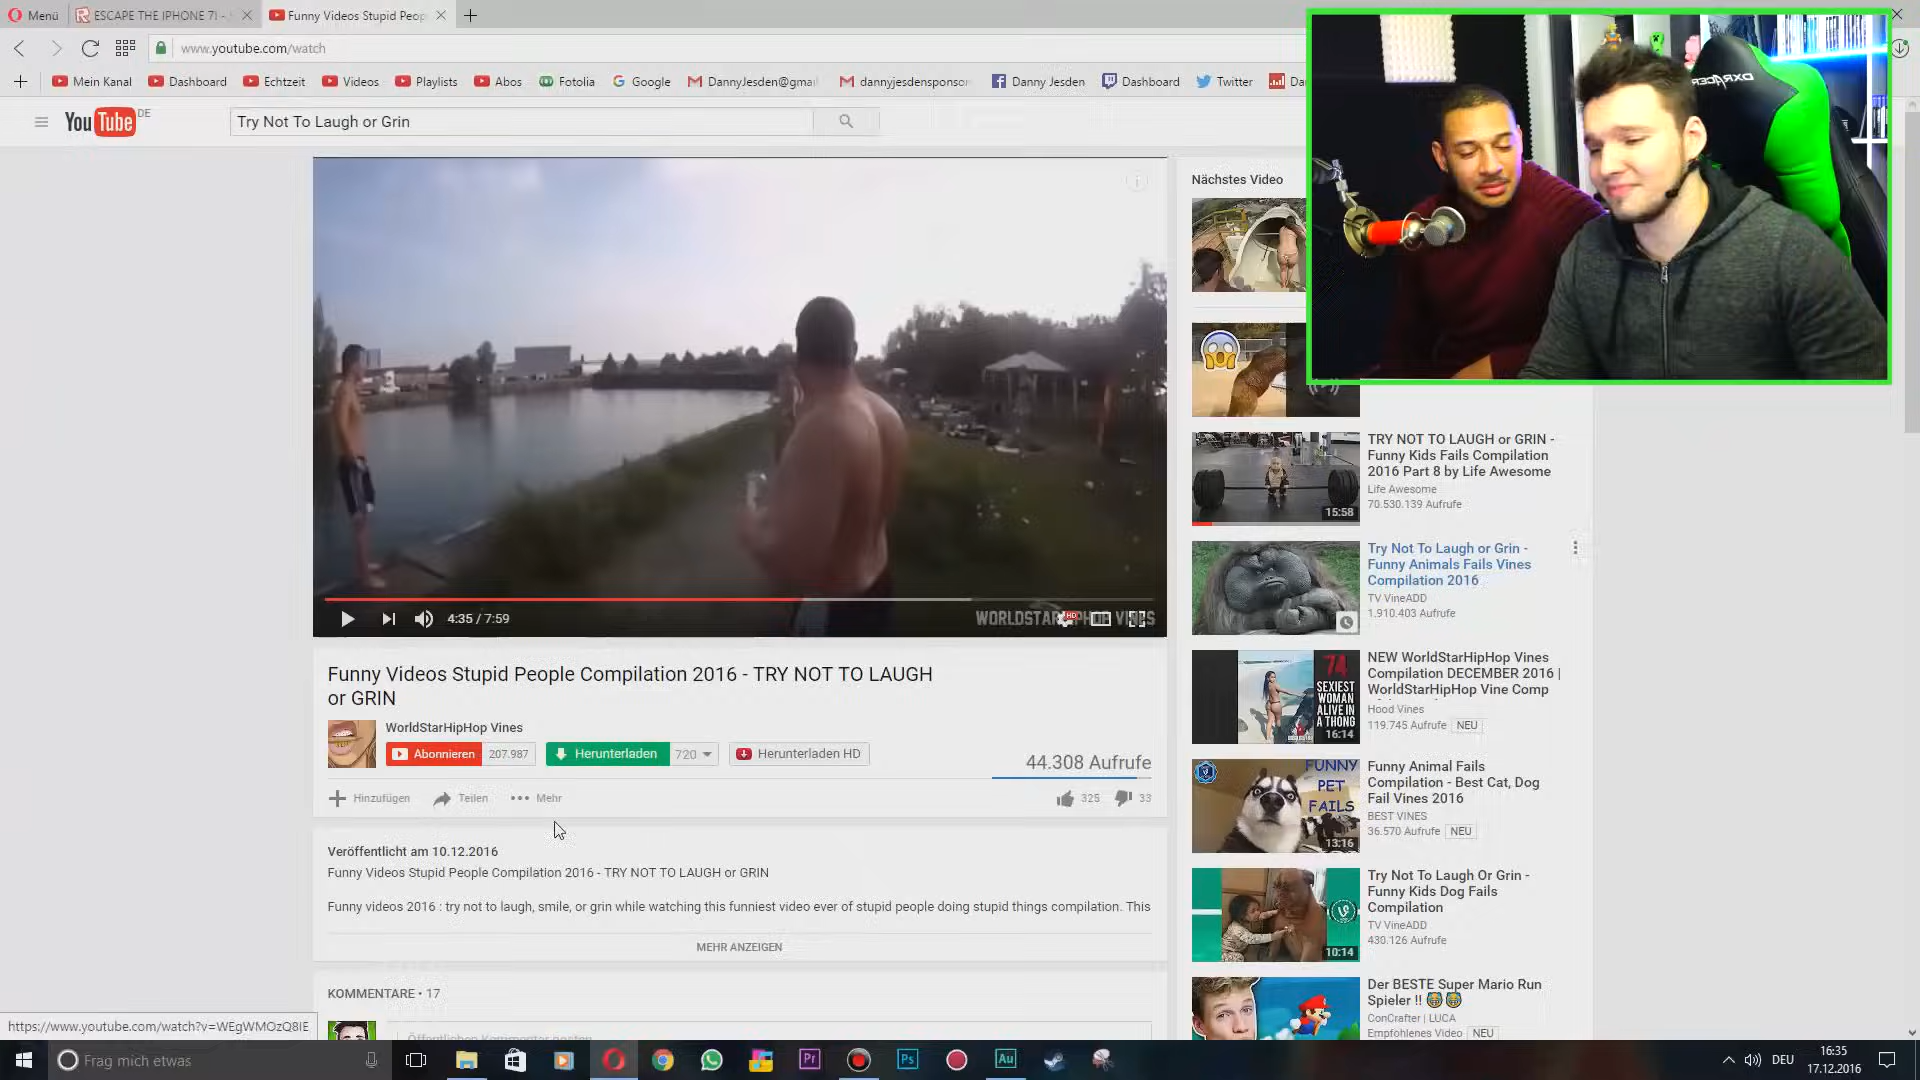 Menü
ESCAPE THE IPHONE 7! -
Funny Videos Stupid Peop
www.youtube.com/watch
Mein Kanal
Dashboard
Echtzeit
Videos
Playlists
Abos
Fotolia
Google
DannyJesden@gmai
dannyjesdensponso
Danny Jesden
Dashboard
Twitter
Da
YouTube DE
Try Not To Laugh or Grin
DXRACER
Nächstes Video
4:35 / 7:59
HD
WORLDSTARHIPHOP VINES
Funny Videos Stupid People Compilation 2016 - TRY NOT TO LAUGH
or GRIN
WorldStarHipHop Vines
Abonnieren
207.987
Herunterladen
720
Herunterladen HD
44.308 Aufrufe
Hinzufügen
Teilen
Mehr
325
33
Veröffentlicht am 10.12.2016
Funny Videos Stupid People Compilation 2016 - TRY NOT TO LAUGH or GRIN
Funny videos 2016 : try not to laugh, smile, or grin while watching this funniest video ever of stupid people doing stupid things compilation. This
MEHR ANZEIGEN
KOMMENTARE • 17
Öffentlichen Kommentar posten
TRY NOT TO LAUGH or GRIN -
Funny Kids Fails Compilation
2016 Part 8 by Life Awesome
Life Awesome
70.530.139 Aufrufe
15:58
Try Not To Laugh or Grin -
Funny Animals Fails Vines
Compilation 2016
TV VineADD
1.910.403 Aufrufe
NEW WorldStarHipHop Vines
Compilation DECEMBER 2016 |
WorldStarHipHop Vine Comp
Hood Vines
119.745 Aufrufe
NEU
74
SEXIEST
WOMAN
ALIVE IN
A THONG
16:14
Funny Animal Fails
Compilation - Best Cat, Dog
Fail Vines 2016
BEST VINES
36.570 Aufrufe
NEU
FUNNY
PET
FAILS
13:16
Try Not To Laugh Or Grin -
Funny Kids Dog Fails
Compilation
TV VineADD
430.126 Aufrufe
10:14
Der BESTE Super Mario Run
Spieler !!
ConCrafter | LUCA
Empfohlenes Video
NEU
https://www.youtube.com/watch?v=WEgWMOzQ8IE
Frag mich etwas
Pr
Ps
Au
DEU
16:35
17.12.2016